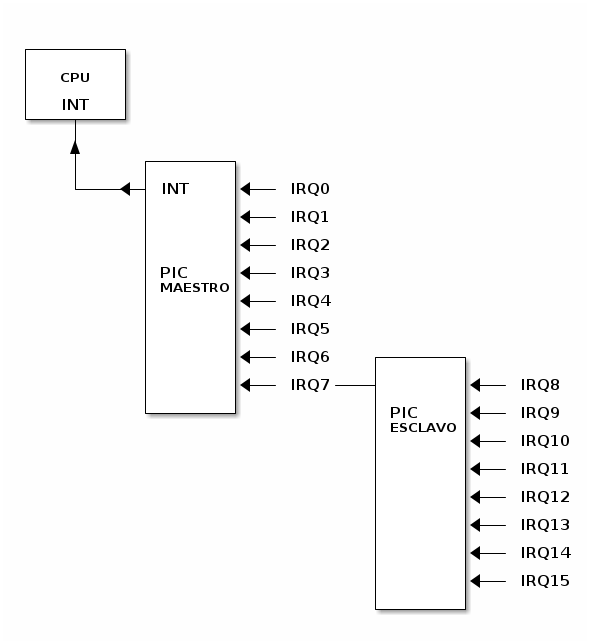 CPU
INT
INT
IRQ0
IRQ1
IRQ2
PIC
MAESTRO
IRQ3
IRQ4
IRQ5
IRQ6
IRQ7
PIC
ESCLAVO
IRQ8
IRQ9
IRQ10
IRQ11
IRQ12
IRQ13
IRQ14
IRQ15